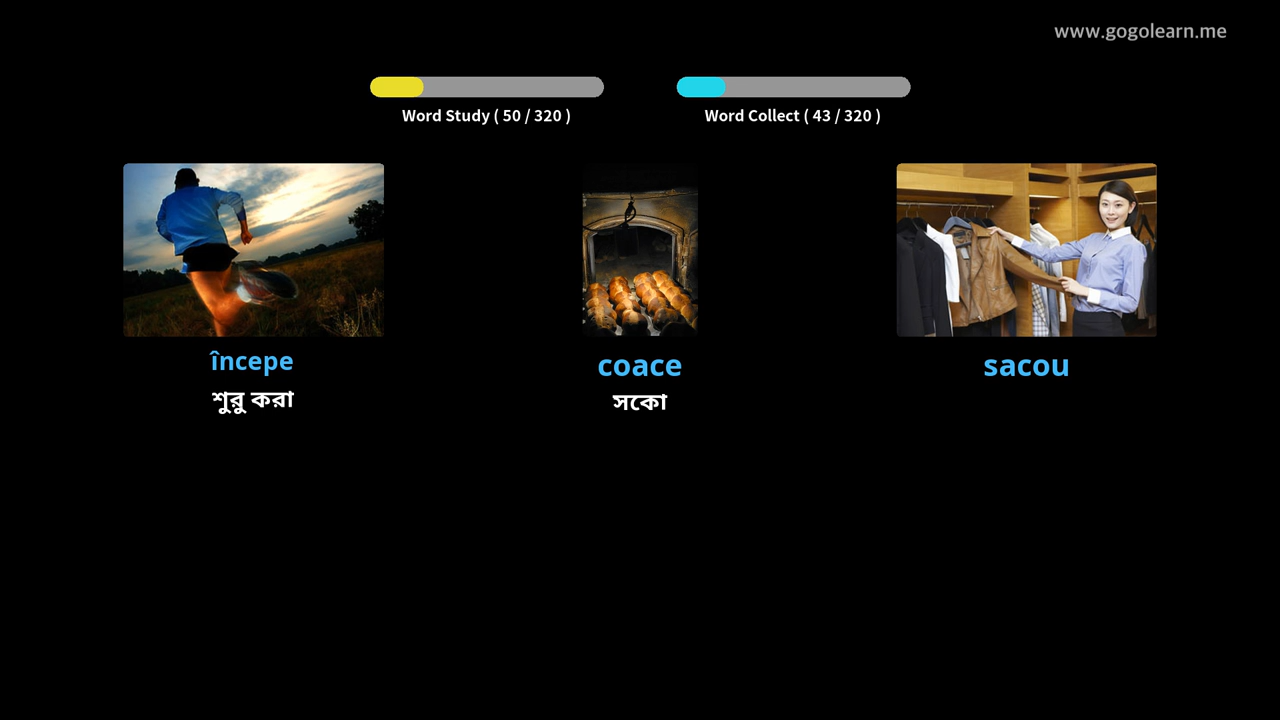 www.gogolearn.me
Word Study ( 50 / 320 )
Word Collect ( 43 / 320 )
începe
coace
sacou
শুরু করা
সকো